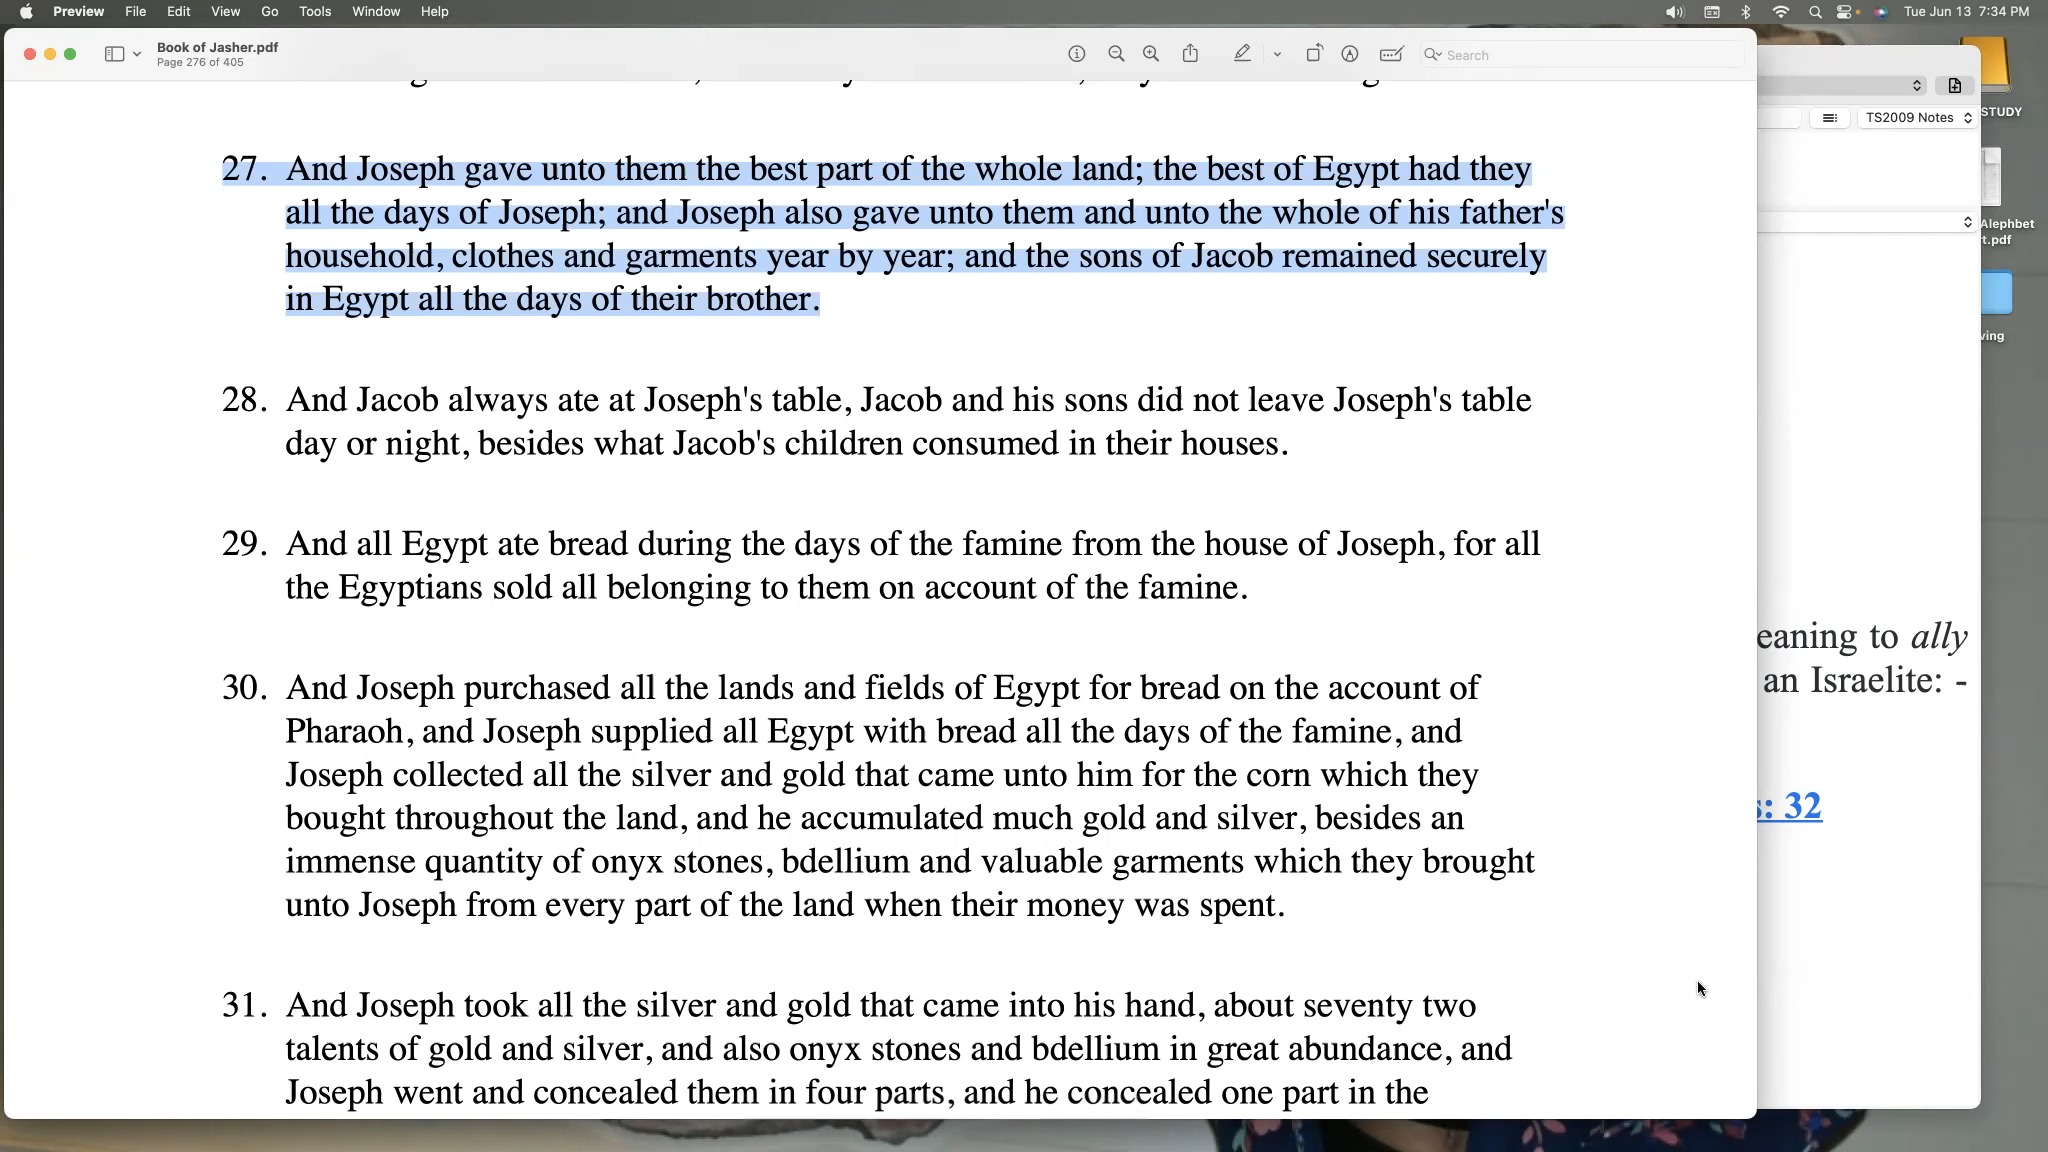 Preview File Edit View Go Tools Window Help
Tue Jun 13 7:34 PM
Book of Jasher.pdf
Page 276 of 405
Search
STUDY
TS2009 Notes
27. And Joseph gave unto them the best part of the whole land; the best of Egypt had they
all the days of Joseph; and Joseph also gave unto them and unto the whole of his father's
household, clothes and garments year by year; and the sons of Jacob remained securely
in Egypt all the days of their brother.
Alephbet
t.pdf
ving
28. And Jacob always ate at Joseph's table, Jacob and his sons did not leave Joseph's table
day or night, besides what Jacob's children consumed in their houses.
29. And all Egypt ate bread during the days of the famine from the house of Joseph, for all
the Egyptians sold all belonging to them on account of the famine.
eaning to ally
an Israelite: -
30. And Joseph purchased all the lands and fields of Egypt for bread on the account of
Pharaoh, and Joseph supplied all Egypt with bread all the days of the famine, and
Joseph collected all the silver and gold that came unto him for the corn which they
bought throughout the land, and he accumulated much gold and silver, besides an
immense quantity of onyx stones, bdellium and valuable garments which they brought
unto Joseph from every part of the land when their money was spent.
s: 32
31. And Joseph took all the silver and gold that came into his hand, about seventy two
talents of gold and silver, and also onyx stones and bdellium in great abundance, and
Joseph went and concealed them in four parts, and he concealed one part in the